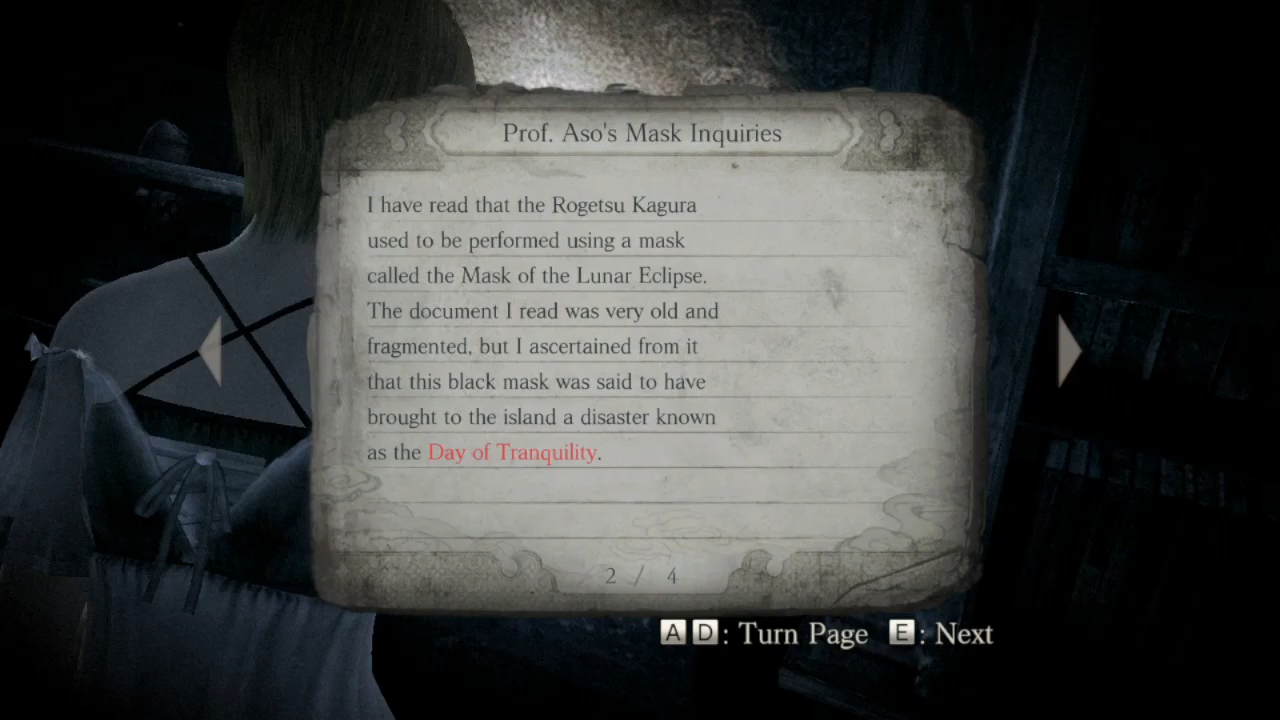 Prof. Aso's Mask Inquiries
I have read that the Rogetsu Kagura
used to be performed using a mask
called the Mask of the Lunar Eclipse.
The document I read was very old and
fragmented, but I ascertained from it
that this black mask was said to have
brought to the island a disaster known
as the Day of Tranquility.
2 / 4
A D : Turn Page E : Next